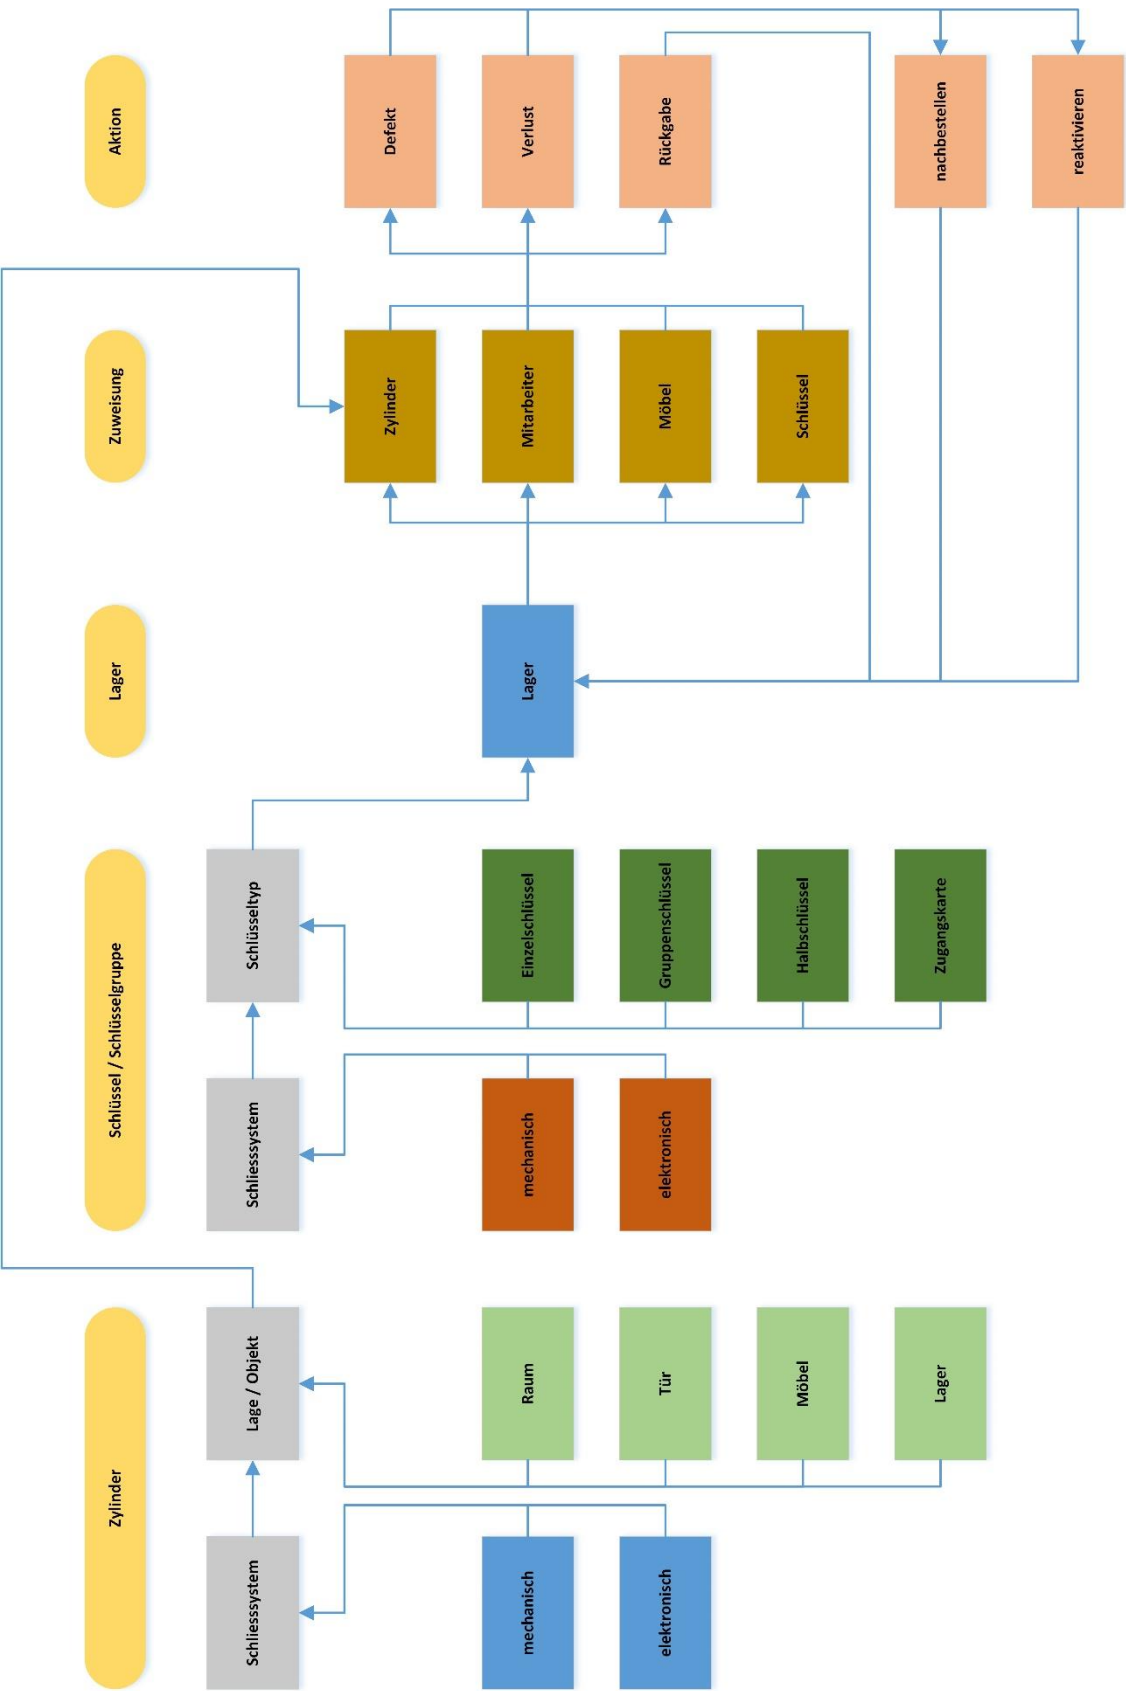 Zylinder
Schlüssel / Schlüsselgruppe
Lager
Zuweisung
Aktion
Schliesssystem
Lage / Objekt
Schliesssystem
Schlüsseltyp
Zylinder
Defekt
mechanisch
Raum
mechanisch
Einzelschlüssel
Lager
Mitarbeiter
Verlust
elektronisch
Tür
elektronisch
Gruppenschlüssel
Möbel
Rückgabe
Möbel
Halbschlüssel
Schlüssel
Lager
Zugangskarte
nachbestellen
reaktivieren